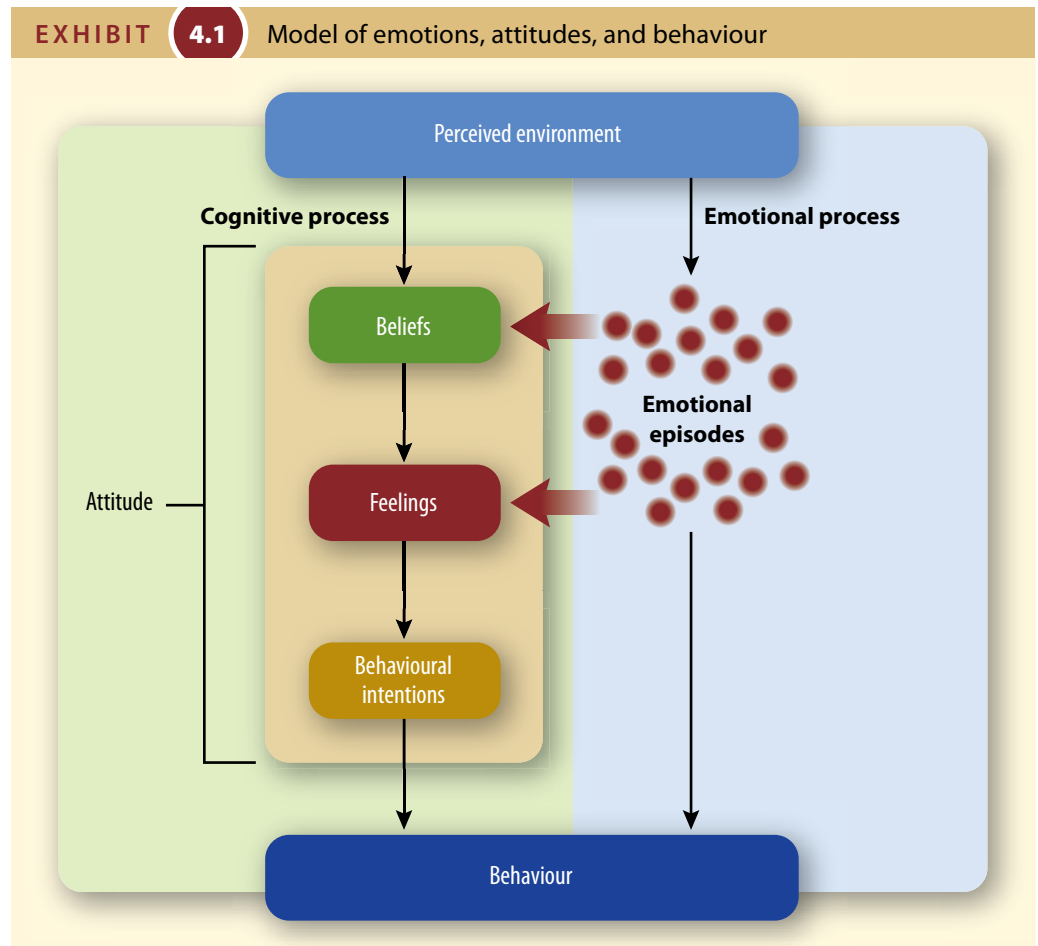 EXHIBIT 4.1 Model of emotions, attitudes, and behaviour
Perceived environment
Cognitive process
Emotional process
Beliefs
Emotional
episodes
Feelings
Attitude
Behavioural
intentions
Behaviour